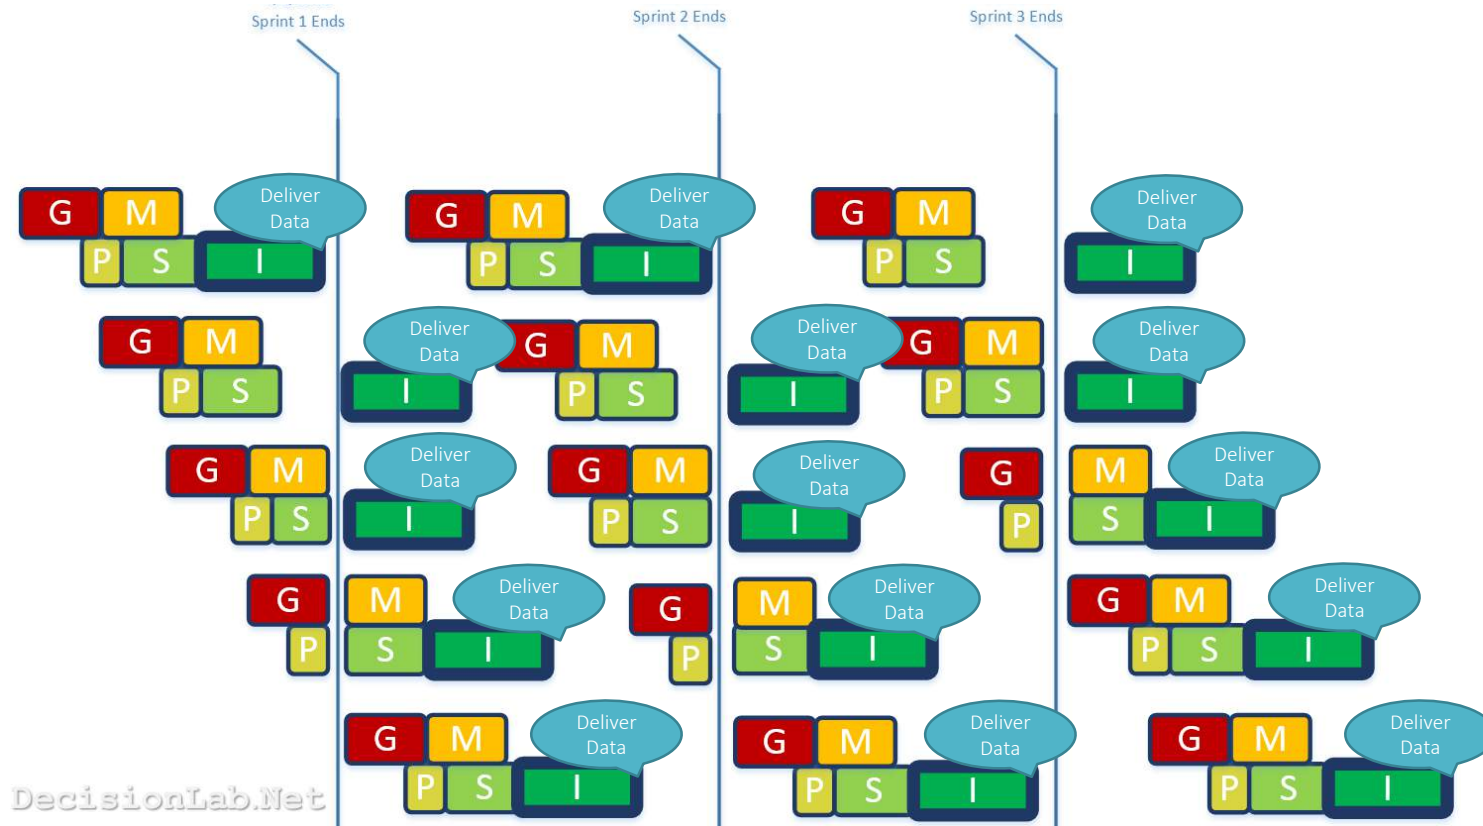 Sprint 1 Ends
Sprint 2 Ends
Sprint 3 Ends
G M Deliver Data
P S I
G M Deliver Data
P S I
G M Deliver Data
P S I
G M Deliver Data
P S I
G M Deliver Data
P S I
G M Deliver Data
P S I
G M Deliver Data
P S I
G M Deliver Data
P S I
G M Deliver Data
P S I
G M Deliver Data
P S I
G M Deliver Data
P S I
G M Deliver Data
P S I
G M Deliver Data
P S I
G M Deliver Data
P S I
G M Deliver Data
P S I
DecisionLab.Net